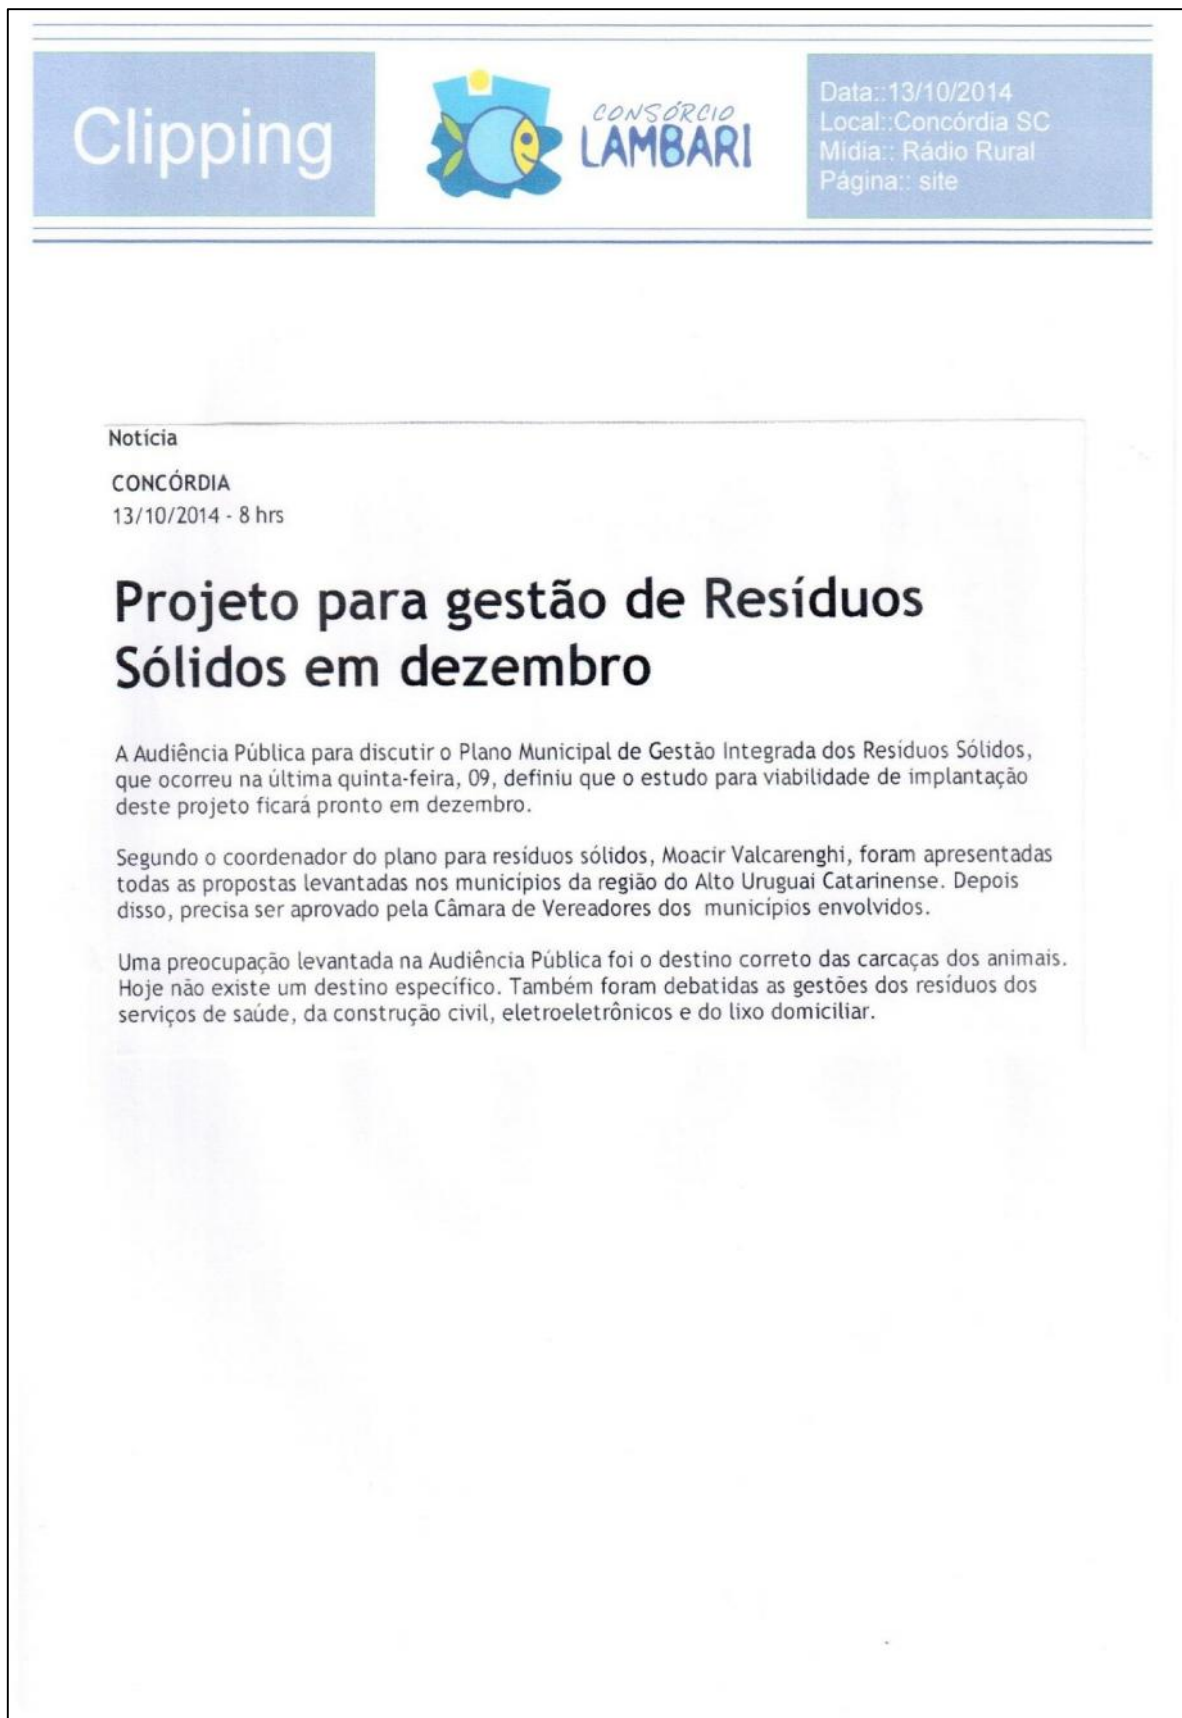 Clipping
CONSÓRCIO
LAMBARI
Data::13/10/2014
Local::Concórdia SC
Mídia:: Rádio Rural
Página:: site
Notícia
CONCÓRDIA
13/10/2014 - 8 hrs
Projeto para gestão de Resíduos
Sólidos em dezembro
A Audiência Pública para discutir o Plano Municipal de Gestão Integrada dos Resíduos Sólidos,
que ocorreu na última quinta-feira, 09, definiu que o estudo para viabilidade de implantação
deste projeto ficará pronto em dezembro.
Segundo o coordenador do plano para resíduos sólidos, Moacir Valcarenghi, foram apresentadas
todas as propostas levantadas nos municípios da região do Alto Uruguai Catarinense. Depois
disso, precisa ser aprovado pela Câmara de Vereadores dos municípios envolvidos.
Uma preocupação levantada na Audiência Pública foi o destino correto das carcaças dos animais.
Hoje não existe um destino específico. Também foram debatidas as gestões dos resíduos dos
serviços de saúde, da construção civil, eletroeletrônicos e do lixo domiciliar.